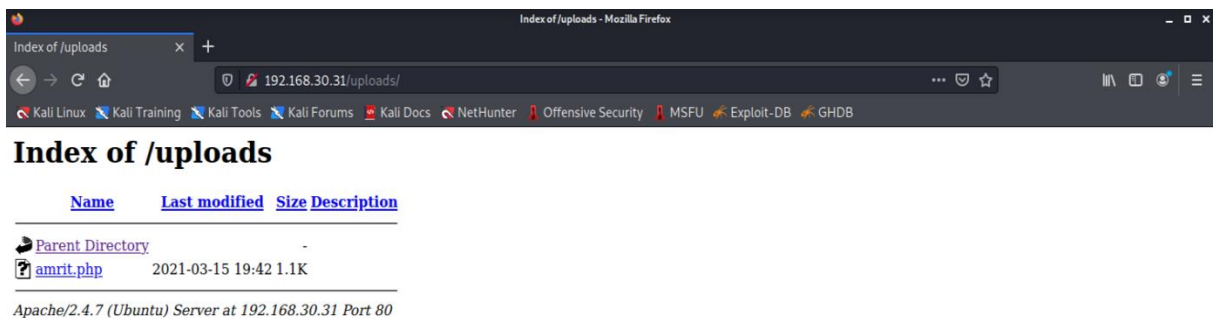 Index of /uploads - Mozilla Firefox
Index of /uploads
192.168.30.31/uploads/
Kali Linux Kali Training Kali Tools Kali Forums Kali Docs NetHunter Offensive Security MSFU Exploit-DB GHDB
Index of /uploads
Name Last modified Size Description
Parent Directory -
amrit.php 2021-03-15 19:42 1.1K
Apache/2.4.7 (Ubuntu) Server at 192.168.30.31 Port 80